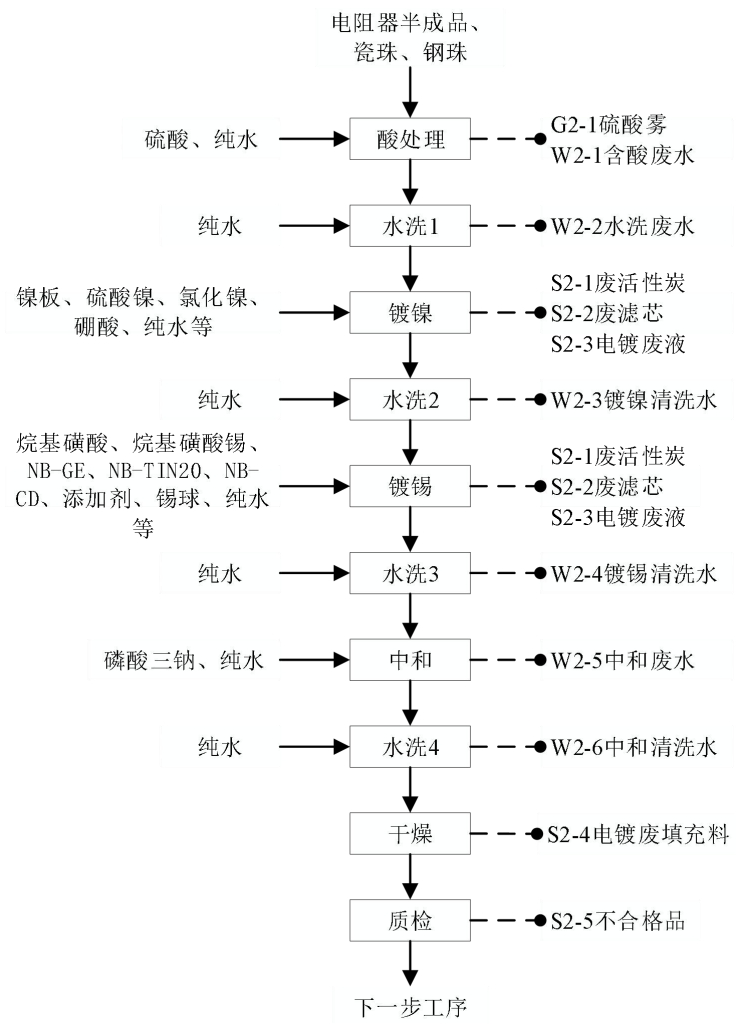 电阻器半成品、
瓷珠、钢珠
硫酸、纯水
酸处理
G2-1硫酸雾
W2-1含酸废水
纯水
水洗1
W2-2水洗废水
镍板、硫酸镍、氯化镍、
硼酸、纯水等
镀镍
S2-1废活性炭
S2-2废滤芯
S2-3电镀废液
纯水
水洗2
W2-3镀镍清洗水
烷基磺酸、烷基磺酸锡、
NB-GE、NB-TIN20、NB-
CD、添加剂、锡球、纯水
等
镀锡
S2-1废活性炭
S2-2废滤芯
S2-3电镀废液
纯水
水洗3
W2-4镀锡清洗水
磷酸三钠、纯水
中和
W2-5中和废水
纯水
水洗4
W2-6中和清洗水
干燥
S2-4电镀废填充料
质检
S2-5不合格品
下一步工序